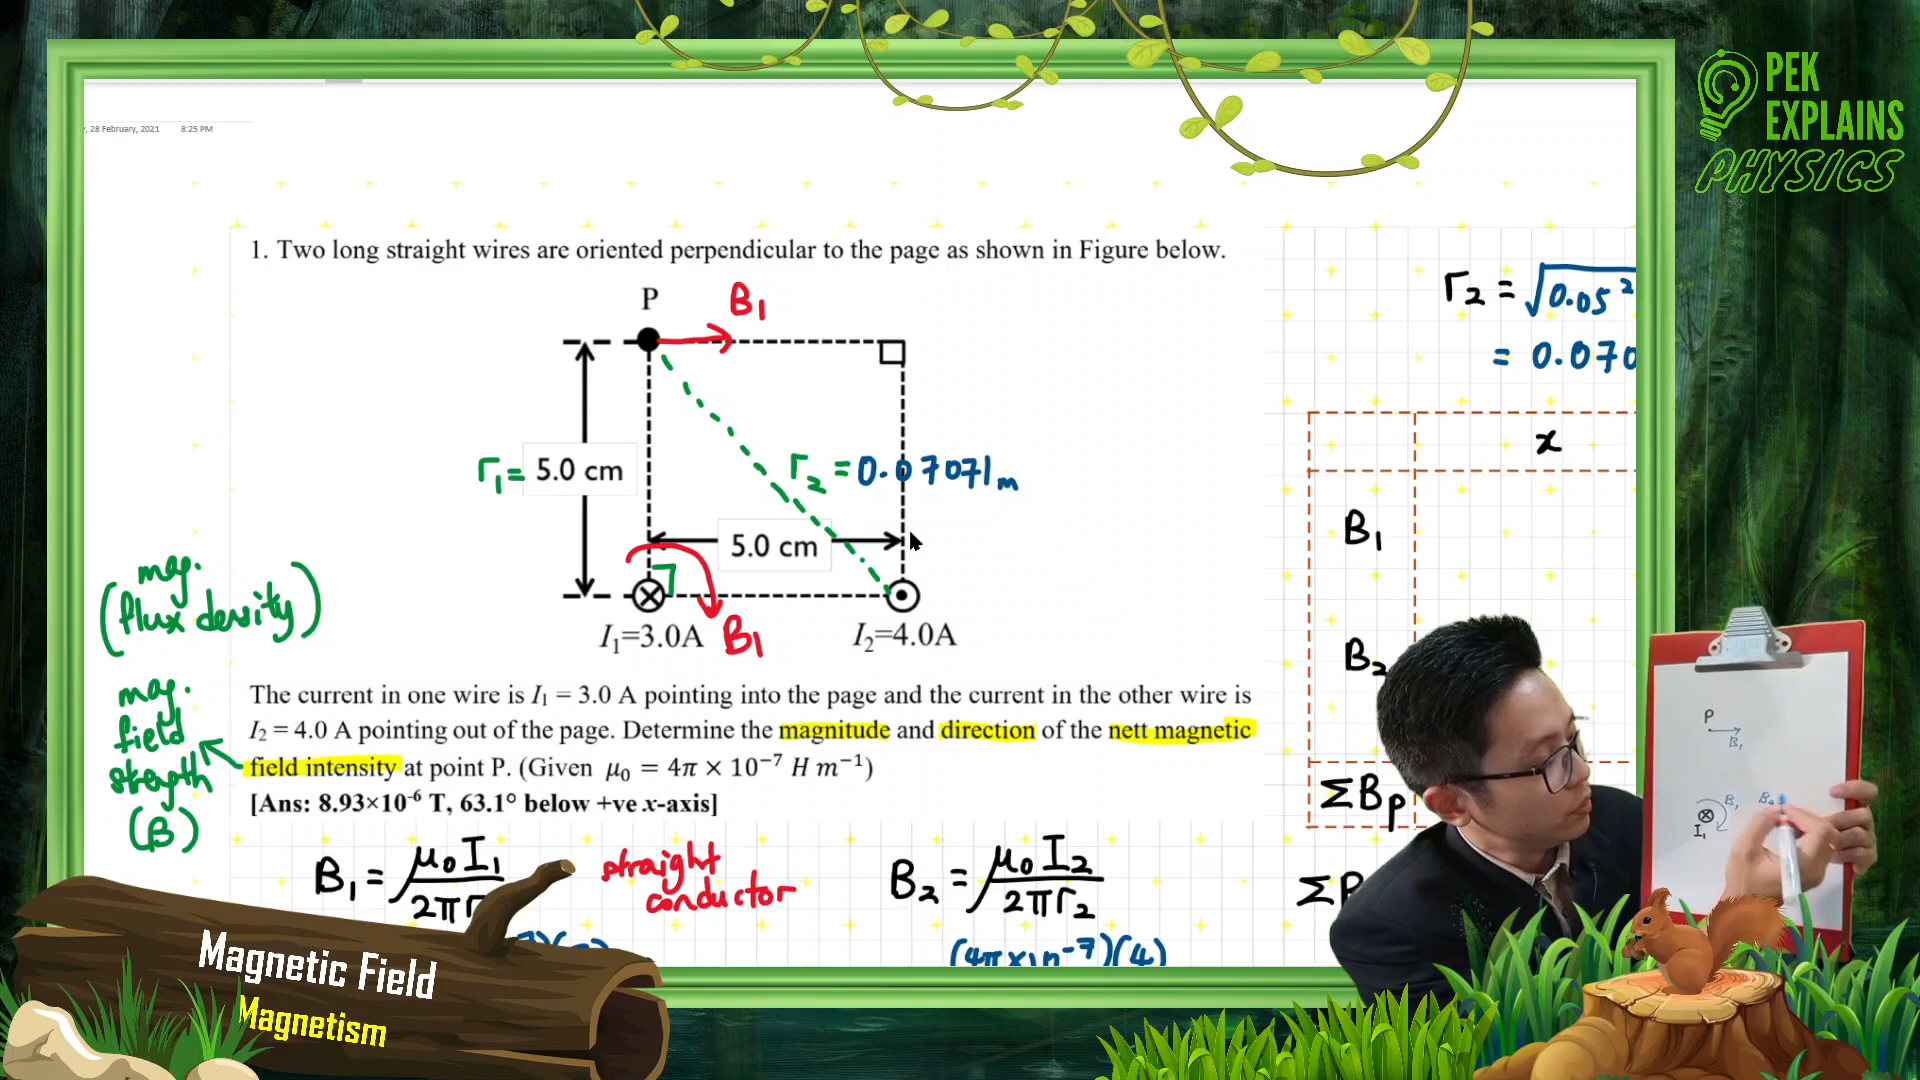 PEK
EXPLAINS
PHYSICS
28 February, 2021 8:25 PM
1. Two long straight wires are oriented perpendicular to the page as shown in Figure below.
P
B₁
r₁= 5.0 cm
r₂ = 0.07071 m
5.0 cm
I₁=3.0A
B₁
I₂=4.0A
mag.
(flux density)
mag.
field
strength
(B)
The current in one wire is I₁ = 3.0 A pointing into the page and the current in the other wire is
I₂ = 4.0 A pointing out of the page. Determine the magnitude and direction of the nett magnetic
field intensity at point P. (Given μ₀ = 4π × 10⁻⁷ H m⁻¹)
[Ans: 8.93×10⁻⁶ T, 63.1° below +ve x-axis]
B₁ = μ₀I₁
2πr
straight
conductor
B₂ = μ₀I₂
2πr₂
(4π×10⁻⁷)(4)
r₂ = √0.05²
= 0.070
x
B₁
B₂
ΣBp
P
B₁
B₁
I₁
Magnetic Field
Magnetism